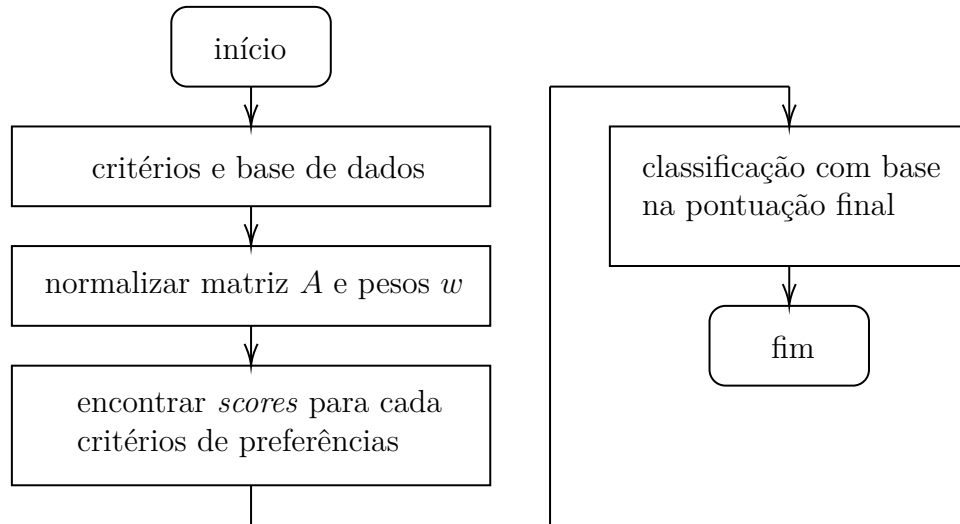 início
critérios e base de dados
normalizar matriz A e pesos w
encontrar scores para cada
critérios de preferências
classificação com base
na pontuação final
fim